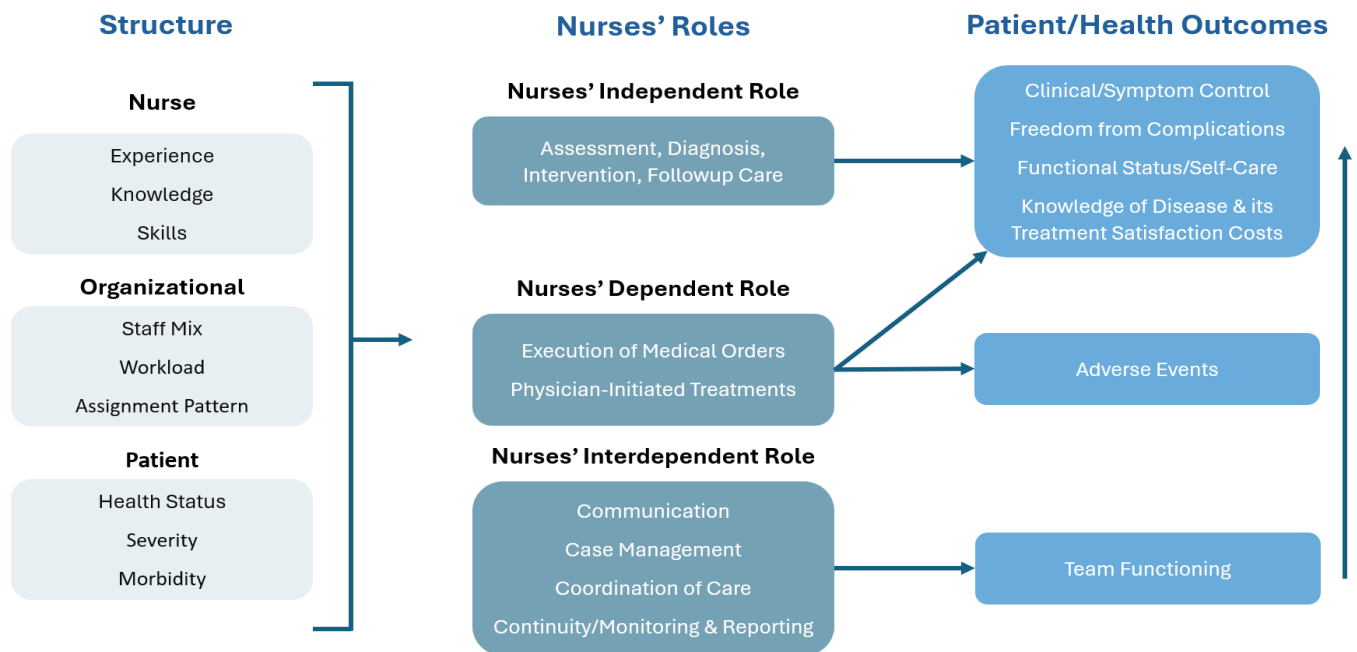 Structure
Nurse
Experience
Knowledge
Skills
Organizational
Staff Mix
Workload
Assignment Pattern
Patient
Health Status
Severity
Morbidity
Nurses’ Roles
Nurses’ Independent Role
Assessment, Diagnosis,
Intervention, Followup Care
Nurses’ Dependent Role
Execution of Medical Orders
Physician-Initiated Treatments
Nurses’ Interdependent Role
Communication
Case Management
Coordination of Care
Continuity/Monitoring & Reporting
Patient/Health Outcomes
Clinical/Symptom Control
Freedom from Complications
Functional Status/Self-Care
Knowledge of Disease & its
Treatment Satisfaction Costs
Adverse Events
Team Functioning